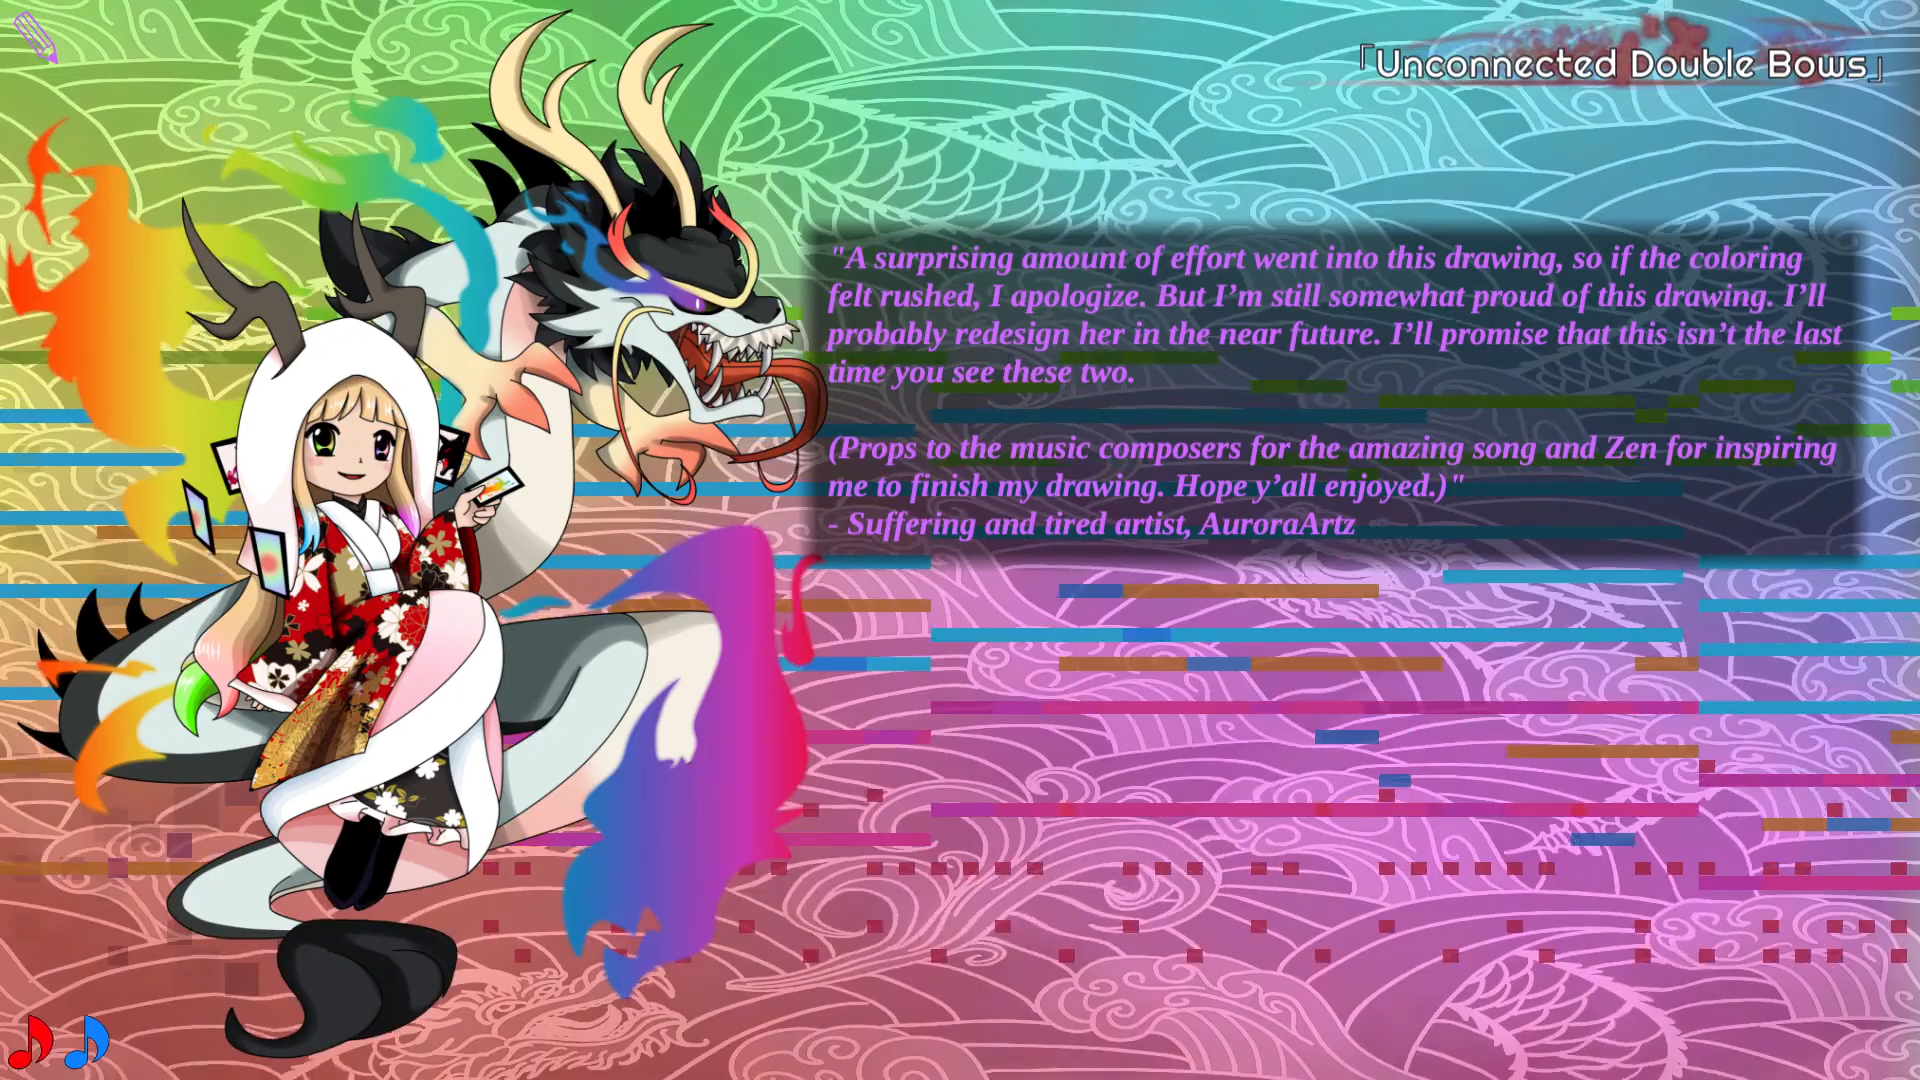 「Unconnected Double Bows」
"A surprising amount of effort went into this drawing, so if the coloring
felt rushed, I apologize. But I’m still somewhat proud of this drawing. I’ll
probably redesign her in the near future. I’ll promise that this isn’t the last
time you see these two.
(Props to the music composers for the amazing song and Zen for inspiring
me to finish my drawing. Hope y’all enjoyed.)"
- Suffering and tired artist, AuroraArtz